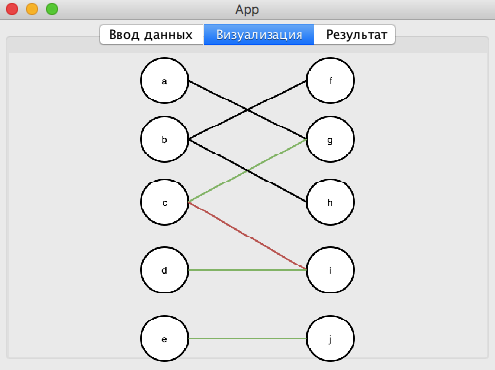 App
Ввод данных Визуализация Результат
a f
b g
c h
d i
e j